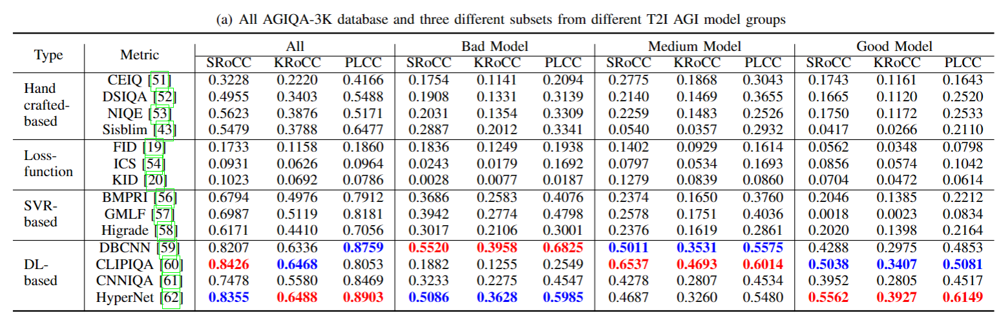 (a) All AGIQA-3K database and three different subsets from different T2I AGI model groups
Type Metric All Bad Model Medium Model Good Model
SRoCC KRoCC PLCC SRoCC KRoCC PLCC SRoCC KRoCC PLCC SRoCC KRoCC PLCC
Hand crafted-based
CEIQ [51] 0.3228 0.2220 0.4166 0.1754 0.1141 0.2094 0.2775 0.1868 0.3043 0.1743 0.1161 0.1643
DSIQA [52] 0.4955 0.3403 0.5488 0.1908 0.1331 0.3139 0.2140 0.1469 0.3655 0.1665 0.1120 0.2520
NIQE [53] 0.5623 0.3876 0.5171 0.2031 0.1354 0.3309 0.2259 0.1483 0.2526 0.1750 0.1172 0.2533
Sisblim [43] 0.5479 0.3788 0.6477 0.2887 0.2012 0.3341 0.0540 0.0357 0.2932 0.0417 0.0266 0.2110
Loss-function
FID [19] 0.1733 0.1158 0.1860 0.1836 0.1249 0.1938 0.1402 0.0929 0.1614 0.0562 0.0348 0.0798
ICS [54] 0.0931 0.0626 0.0964 0.0243 0.0179 0.1692 0.0797 0.0534 0.1693 0.0856 0.0574 0.1042
KID [20] 0.1023 0.0692 0.0786 0.0028 0.0077 0.0187 0.1279 0.0839 0.0860 0.0704 0.0472 0.0614
SVR-based
BMPRI [56] 0.6794 0.4976 0.7912 0.3686 0.2583 0.4076 0.2374 0.1650 0.3760 0.2046 0.1385 0.2212
GMLF [57] 0.6987 0.5119 0.8181 0.3942 0.2774 0.4798 0.2578 0.1751 0.4036 0.0018 0.0023 0.0834
Higrade [58] 0.6171 0.4410 0.7056 0.3017 0.2106 0.3001 0.2376 0.1619 0.2861 0.2020 0.1398 0.2164
DL-based
DBCNN [59] 0.8207 0.6336 0.8759 0.5520 0.3958 0.6825 0.5011 0.3531 0.5575 0.4288 0.2975 0.4853
CLIPIQA [60] 0.8426 0.6468 0.8053 0.1882 0.1255 0.2549 0.6537 0.4693 0.6014 0.5038 0.3407 0.5081
CNNIQA [61] 0.7478 0.5580 0.8469 0.3233 0.2275 0.4547 0.4278 0.2807 0.4534 0.3952 0.2805 0.4517
HyperNet [62] 0.8355 0.6488 0.8903 0.5086 0.3628 0.5985 0.4687 0.3260 0.5480 0.5562 0.3927 0.6149